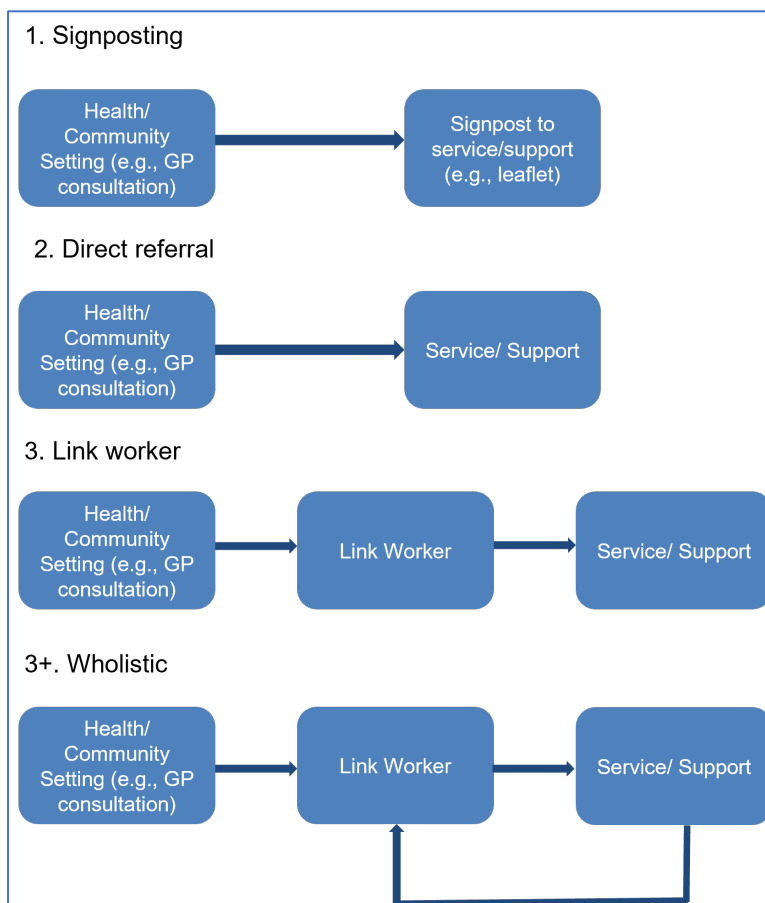 1. Signposting
Health/
Community
Setting (e.g., GP
consultation)
Signpost to
service/support
(e.g., leaflet)
2. Direct referral
Health/
Community
Setting (e.g., GP
consultation)
Service/ Support
3. Link worker
Health/
Community
Setting (e.g., GP
consultation)
Link Worker
Service/ Support
3+. Wholistic
Health/
Community
Setting (e.g., GP
consultation)
Link Worker
Service/ Support